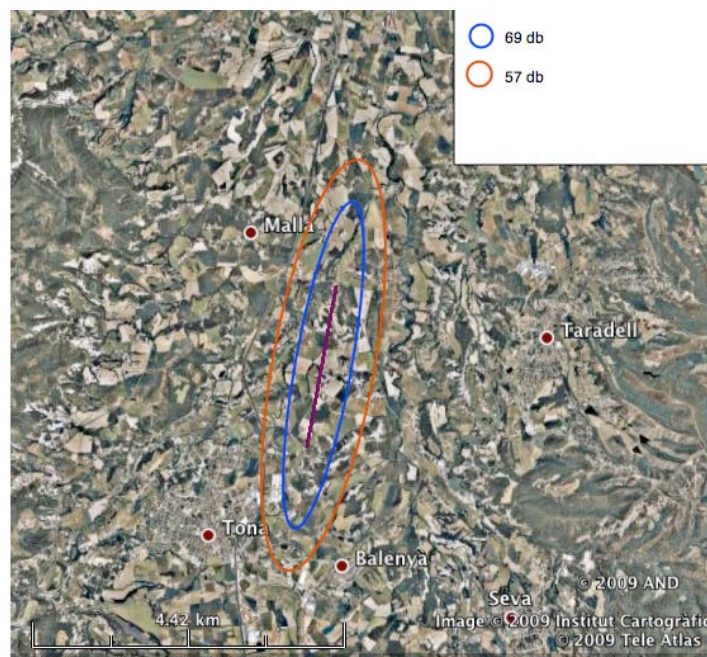 69 db
57 db
Malla
Taradell
Tona
Balenyà
© 2009 AND
Seva
4.42 km
Image © 2009 Institut Cartogràfic
© 2009 Tele Atlas